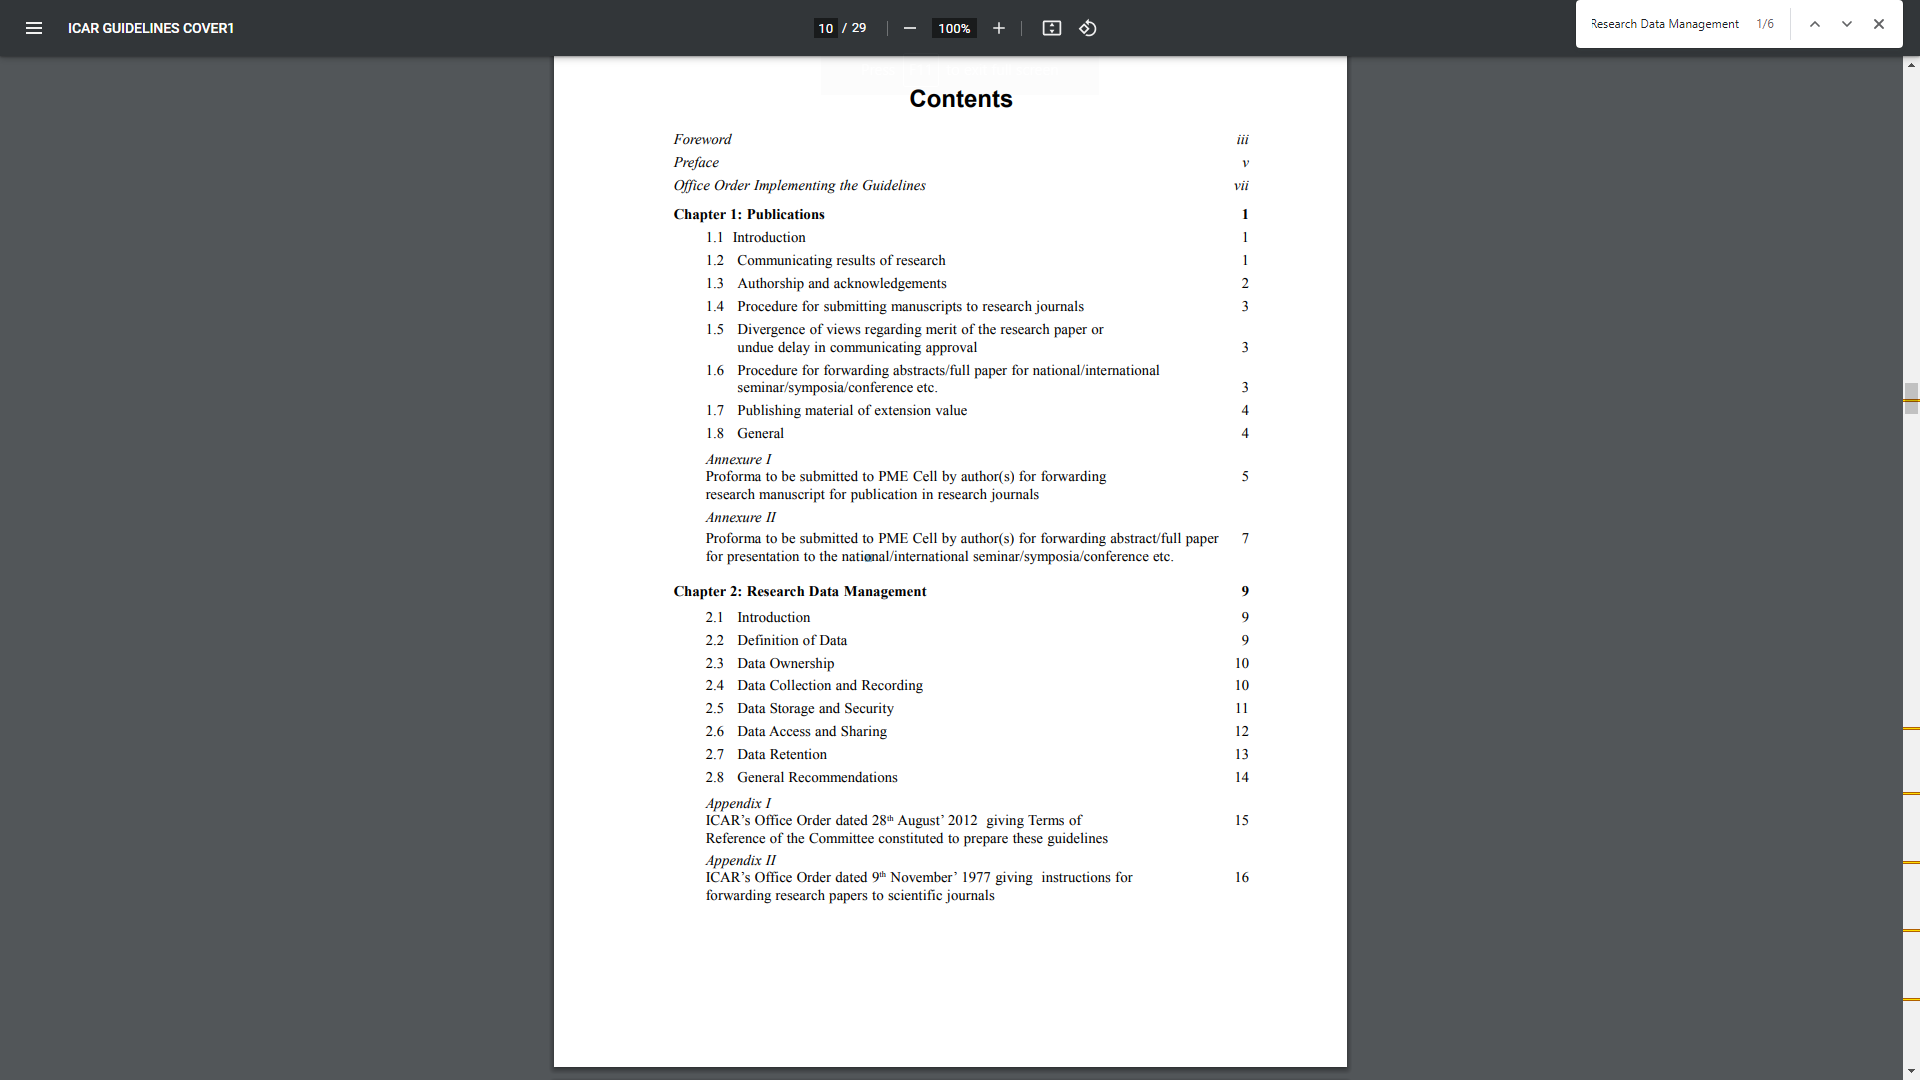 ICAR GUIDELINES COVER1
10 / 29
100%
Research Data Management 1/6
Contents
Foreword iii
Preface v
Office Order Implementing the Guidelines vii
Chapter 1: Publications 1
1.1 Introduction 1
1.2 Communicating results of research 1
1.3 Authorship and acknowledgements 2
1.4 Procedure for submitting manuscripts to research journals 3
1.5 Divergence of views regarding merit of the research paper or
undue delay in communicating approval 3
1.6 Procedure for forwarding abstracts/full paper for national/international
seminar/symposia/conference etc. 3
1.7 Publishing material of extension value 4
1.8 General 4
Annexure I
Proforma to be submitted to PME Cell by author(s) for forwarding 5
research manuscript for publication in research journals
Annexure II
Proforma to be submitted to PME Cell by author(s) for forwarding abstract/full paper 7
for presentation to the national/international seminar/symposia/conference etc.
Chapter 2: Research Data Management 9
2.1 Introduction 9
2.2 Definition of Data 9
2.3 Data Ownership 10
2.4 Data Collection and Recording 10
2.5 Data Storage and Security 11
2.6 Data Access and Sharing 12
2.7 Data Retention 13
2.8 General Recommendations 14
Appendix I
ICAR's Office Order dated 28th August' 2012 giving Terms of 15
Reference of the Committee constituted to prepare these guidelines
Appendix II
ICAR's Office Order dated 9th November' 1977 giving instructions for 16
forwarding research papers to scientific journals